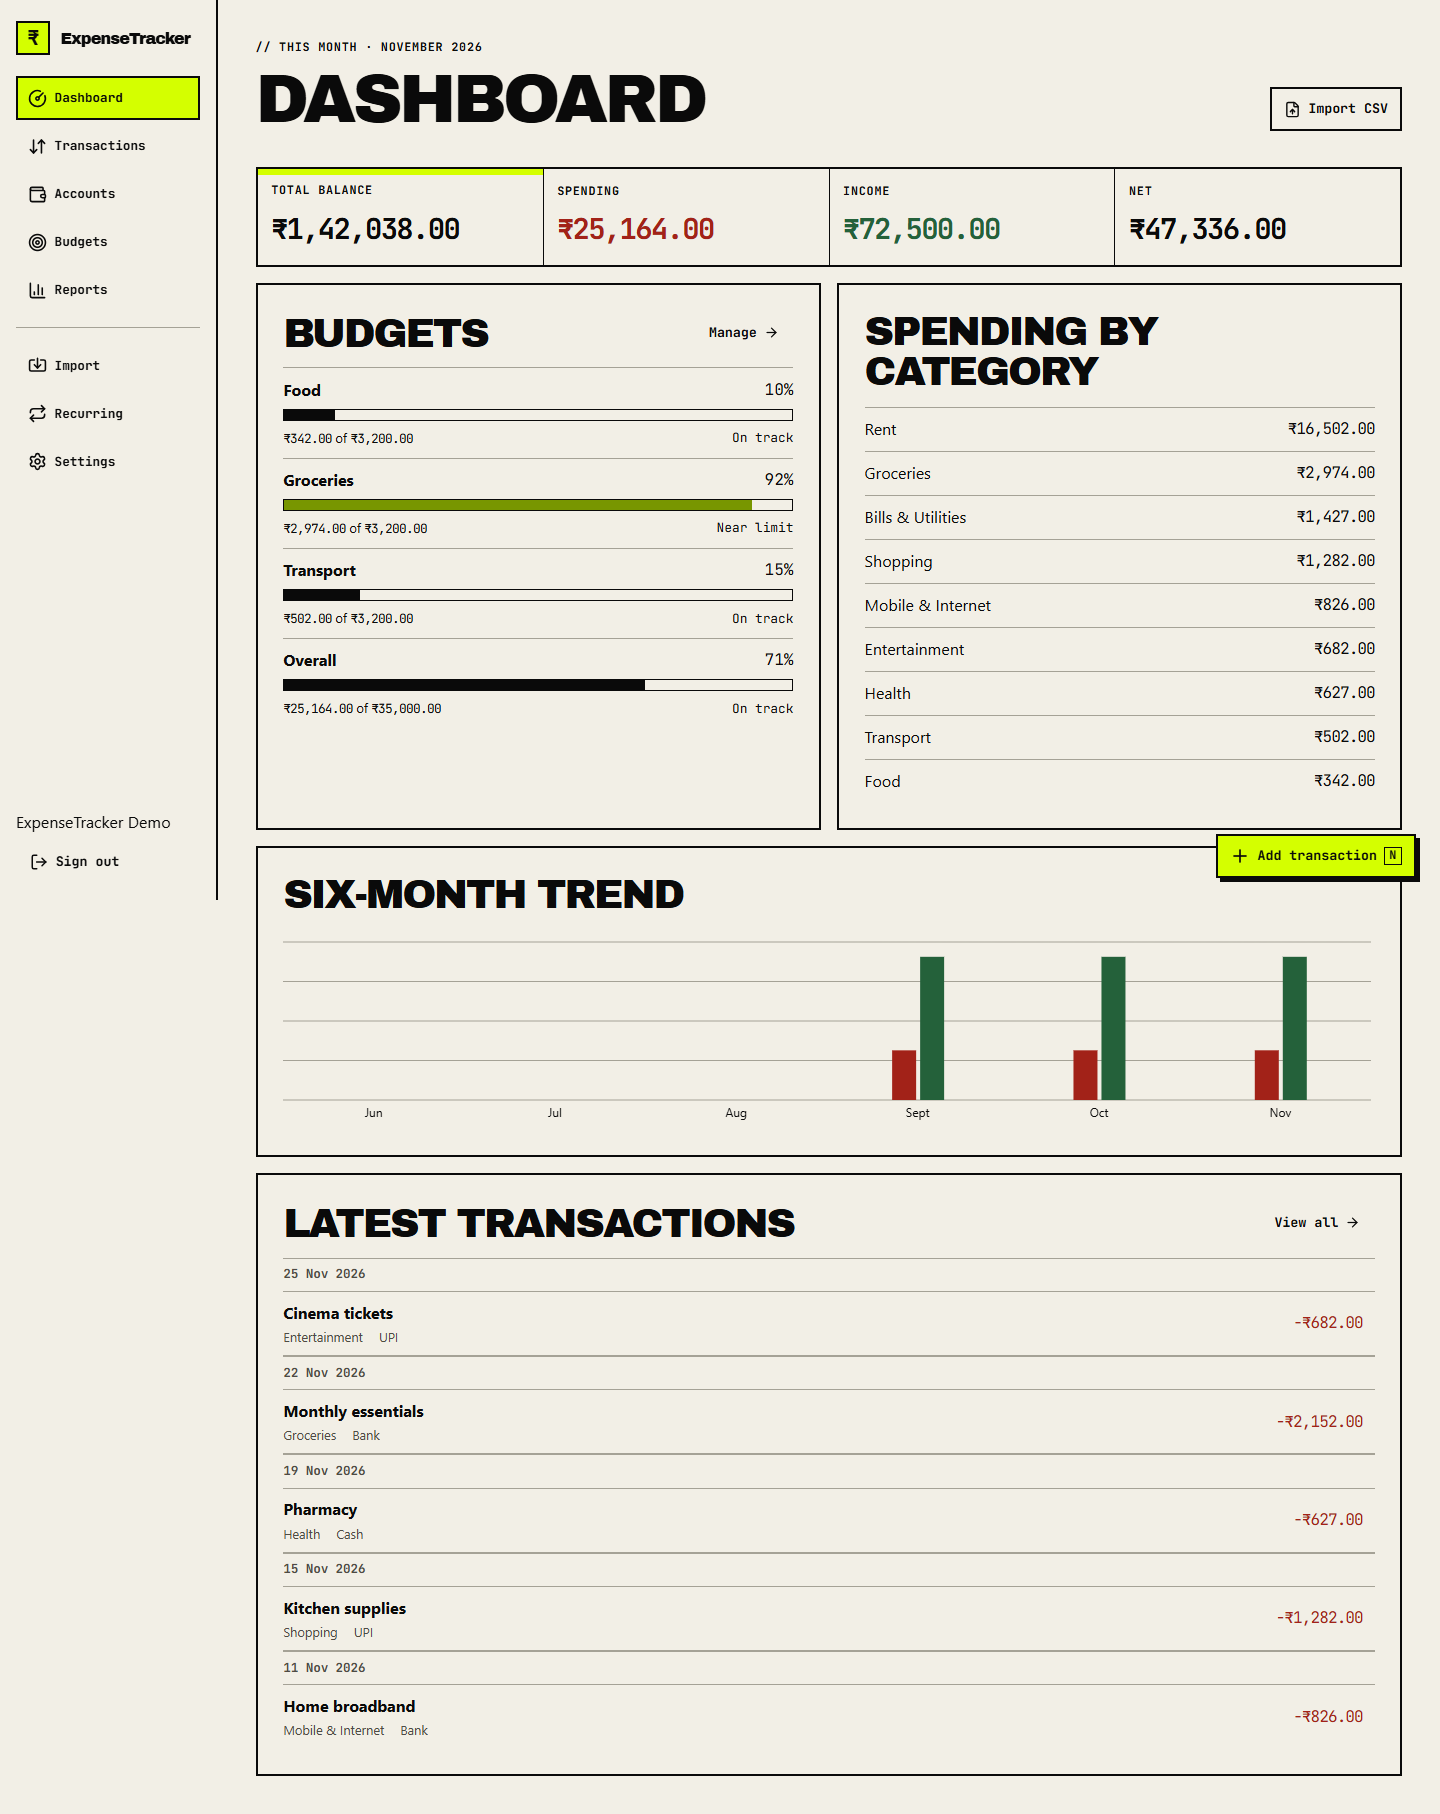 ₹ ExpenseTracker
Dashboard
Transactions
Accounts
Budgets
Reports
Import
Recurring
Settings
ExpenseTracker Demo
Sign out
// THIS MONTH · NOVEMBER 2026
DASHBOARD
Import CSV
TOTAL BALANCE
₹1,42,038.00
SPENDING
₹25,164.00
INCOME
₹72,500.00
NET
₹47,336.00
BUDGETS
Manage →
Food 10%
₹342.00 of ₹3,200.00 On track
Groceries 92%
₹2,974.00 of ₹3,200.00 Near limit
Transport 15%
₹502.00 of ₹3,200.00 On track
Overall 71%
₹25,164.00 of ₹35,000.00 On track
SPENDING BY
CATEGORY
Rent ₹16,502.00
Groceries ₹2,974.00
Bills & Utilities ₹1,427.00
Shopping ₹1,282.00
Mobile & Internet ₹826.00
Entertainment ₹682.00
Health ₹627.00
Transport ₹502.00
Food ₹342.00
+ Add transaction N
SIX-MONTH TREND
Jun Jul Aug Sept Oct Nov
LATEST TRANSACTIONS
View all →
25 Nov 2026
Cinema tickets -₹682.00
Entertainment UPI
22 Nov 2026
Monthly essentials -₹2,152.00
Groceries Bank
19 Nov 2026
Pharmacy -₹627.00
Health Cash
15 Nov 2026
Kitchen supplies -₹1,282.00
Shopping UPI
11 Nov 2026
Home broadband -₹826.00
Mobile & Internet Bank